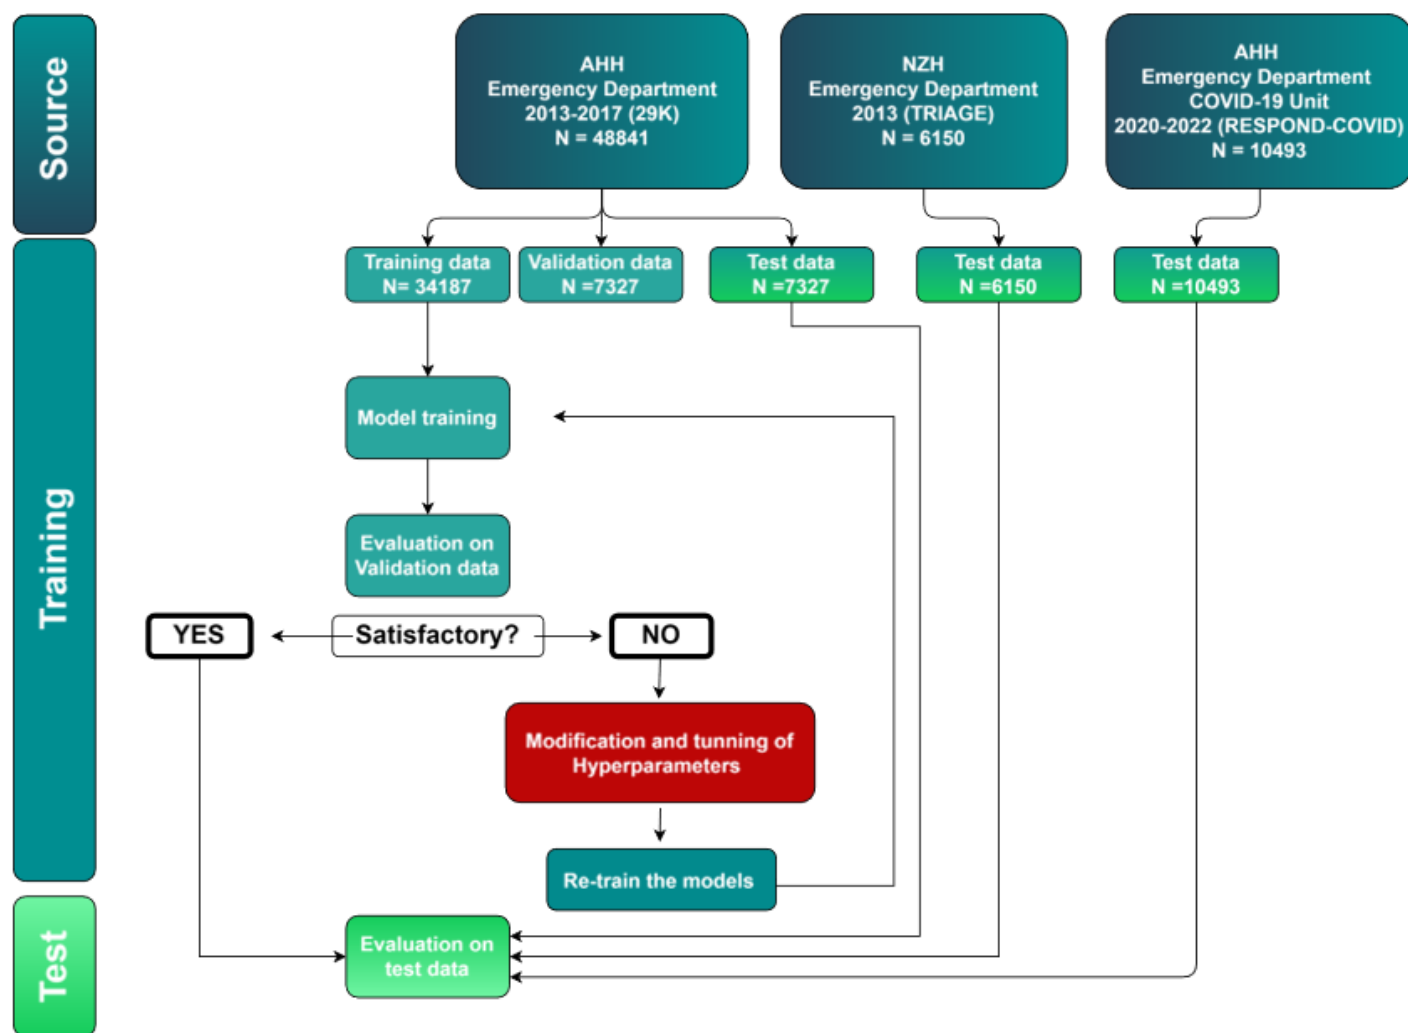 Source
AHH
Emergency Department
2013-2017 (29K)
N = 48841
NZH
Emergency Department
2013 (TRIAGE)
N = 6150
AHH
Emergency Department
COVID-19 Unit
2020-2022 (RESPOND-COVID)
N = 10493
Training
Training data
N= 34187
Validation data
N =7327
Test data
N =7327
Test data
N =6150
Test data
N =10493
Model training
Evaluation on
Validation data
YES
Satisfactory?
NO
Modification and tunning of
Hyperparameters
Re-train the models
Test
Evaluation on
test data